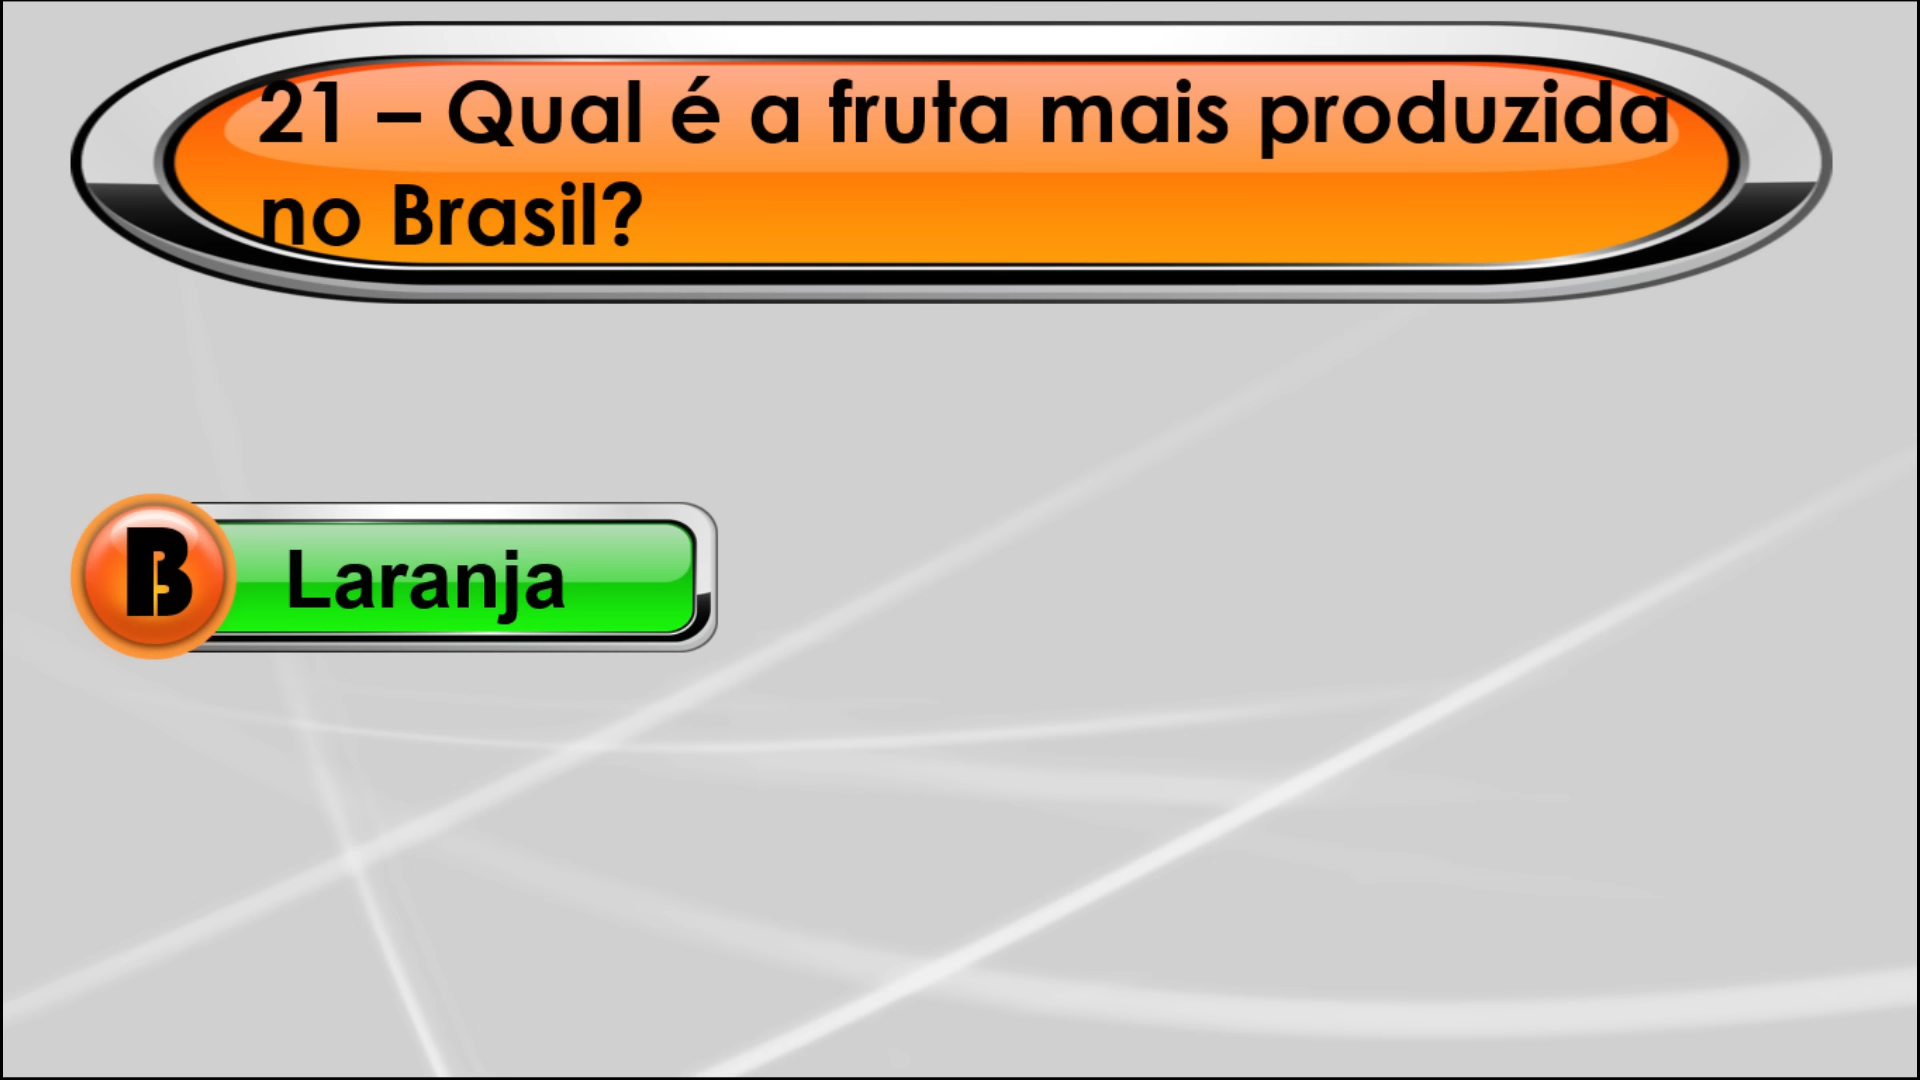 21 – Qual é a fruta mais produzida
no Brasil?
B Laranja